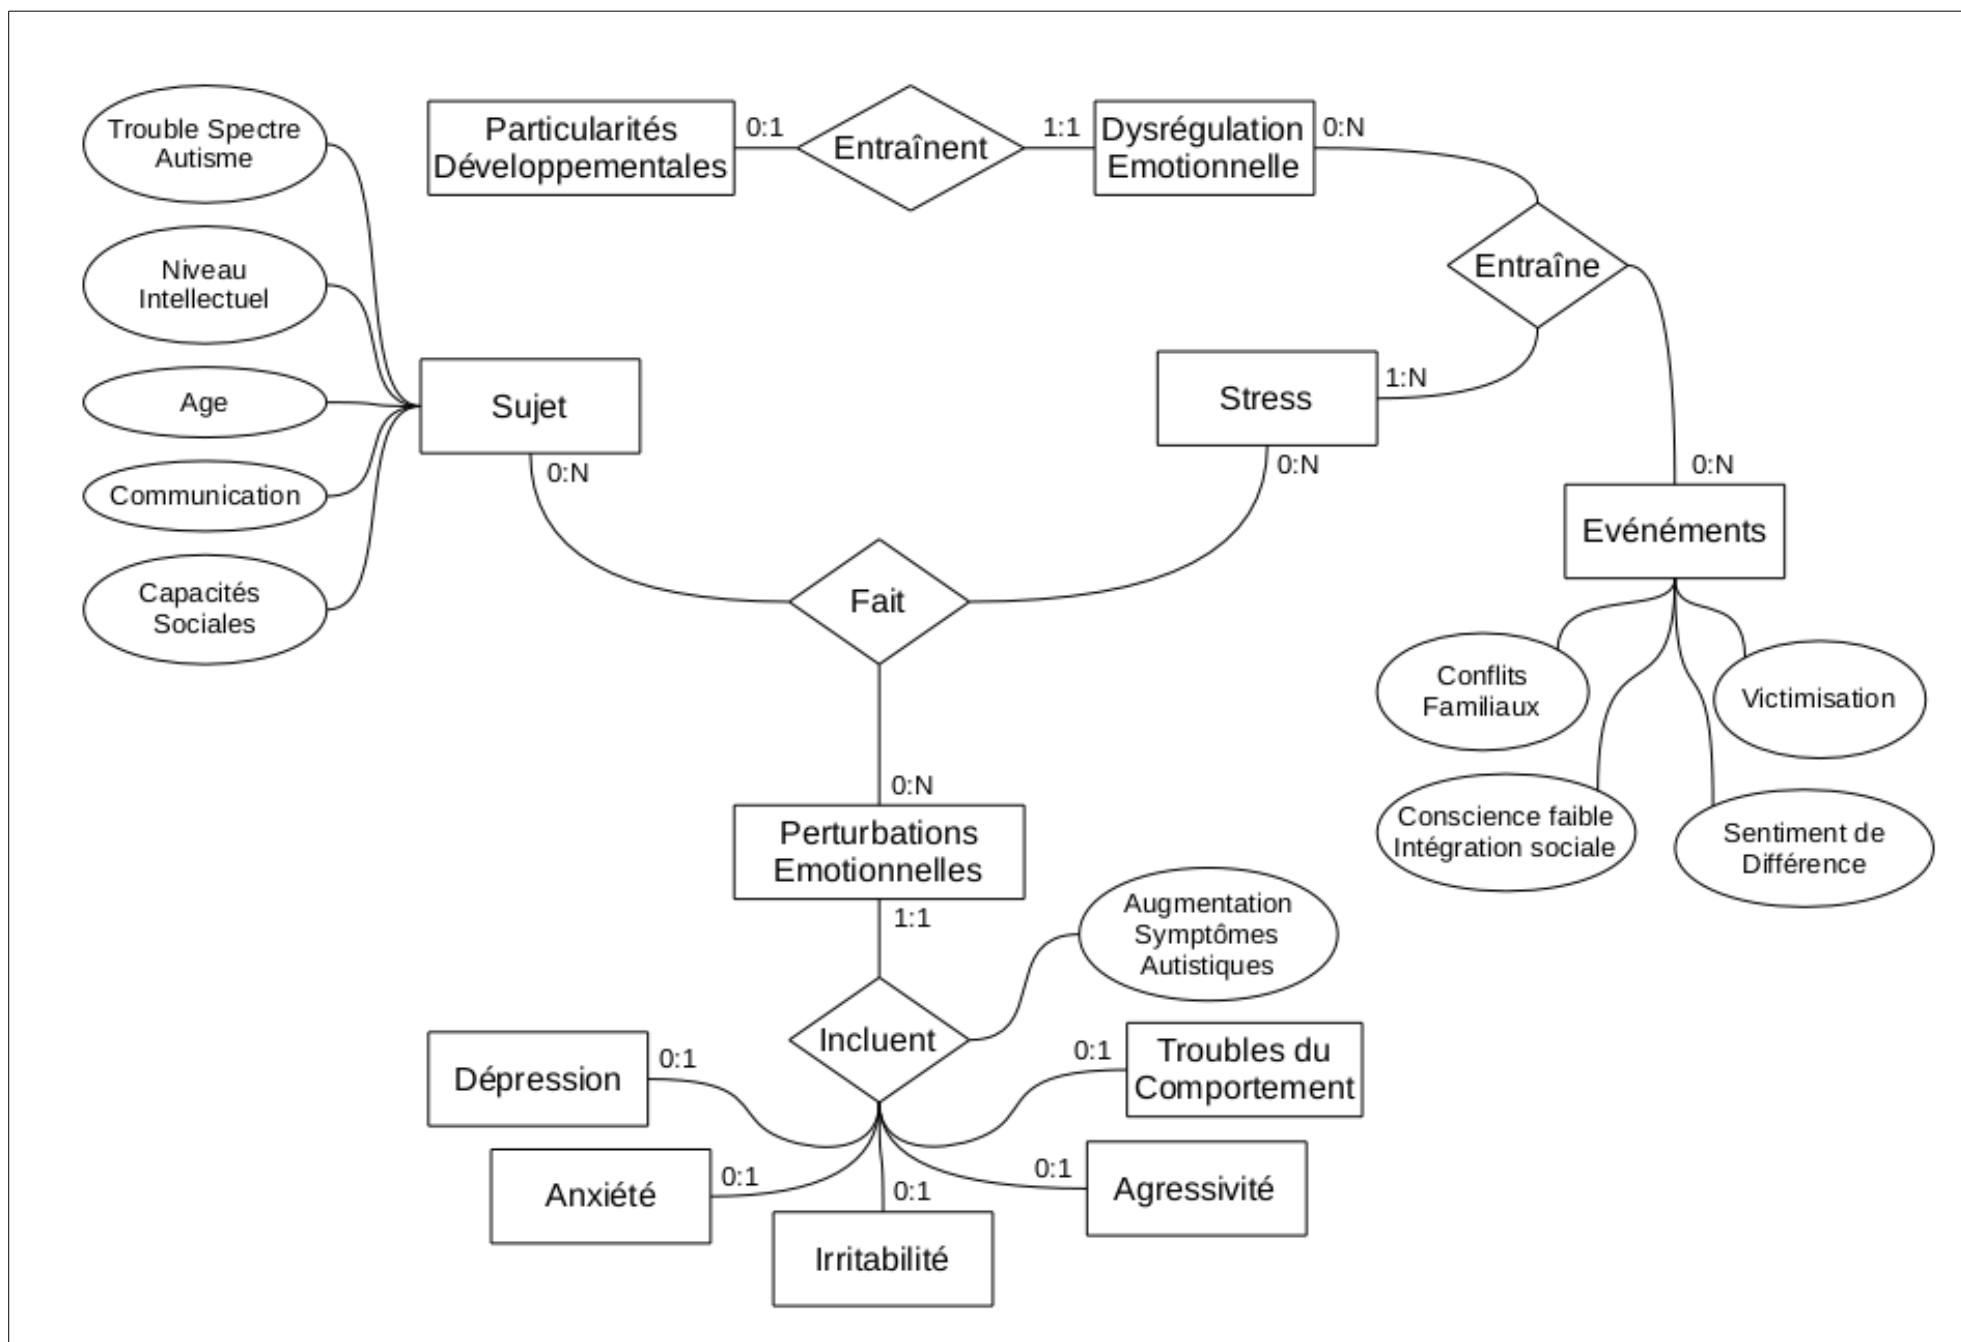 Trouble Spectre
Autisme
Niveau
Intellectuel
Age
Communication
Capacités
Sociales
Sujet
0:N
Particularités
Développementales
0:1
Entraînent
1:1
Dysrégulation
Emotionnelle
0:N
Entraîne
Stress
1:N
0:N
0:N
Evénéments
Conflits
Familiaux
Victimisation
Conscience faible
Intégration sociale
Sentiment de
Différence
Fait
0:N
Perturbations
Emotionnelles
1:1
Augmentation
Symptômes
Autistiques
Incluent
Dépression
0:1
Anxiété
0:1
Irritabilité
0:1
Agressivité
0:1
Troubles du
Comportement
0:1